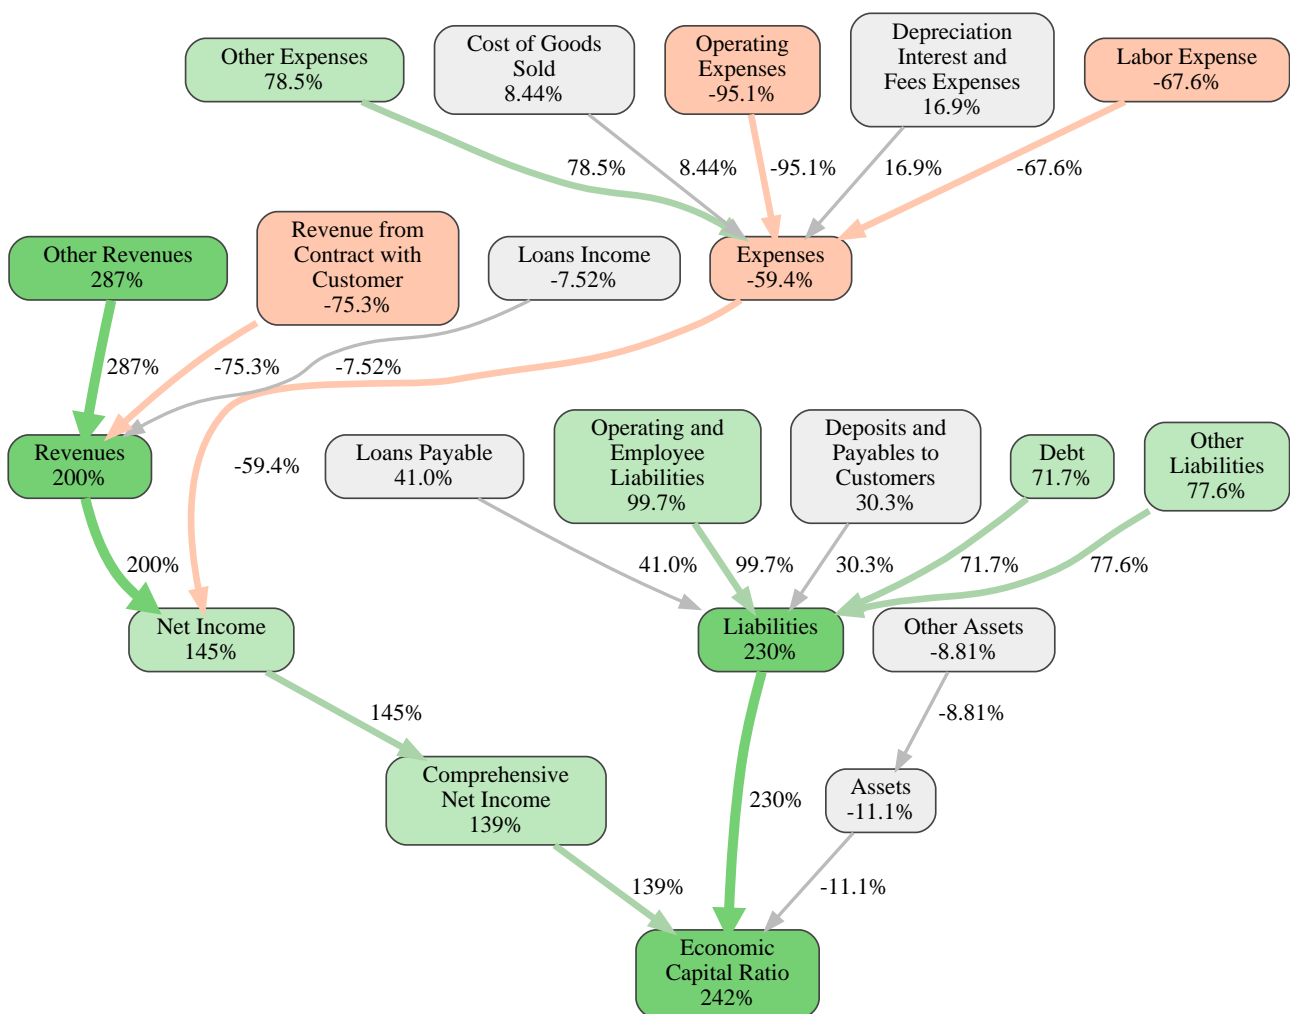 Other Expenses
78.5%
Cost of Goods
Sold
8.44%
Operating
Expenses
-95.1%
Depreciation
Interest and
Fees Expenses
16.9%
Labor Expense
-67.6%
78.5%
8.44%
-95.1%
16.9%
-67.6%
Other Revenues
287%
Revenue from
Contract with
Customer
-75.3%
Loans Income
-7.52%
Expenses
-59.4%
287%
-75.3%
-7.52%
Revenues
200%
-59.4%
Loans Payable
41.0%
Operating and
Employee
Liabilities
99.7%
Deposits and
Payables to
Customers
30.3%
Debt
71.7%
Other
Liabilities
77.6%
200%
41.0%
99.7%
30.3%
71.7%
77.6%
Net Income
145%
Liabilities
230%
Other Assets
-8.81%
145%
-8.81%
Comprehensive
Net Income
139%
230%
Assets
-11.1%
139%
-11.1%
Economic
Capital Ratio
242%